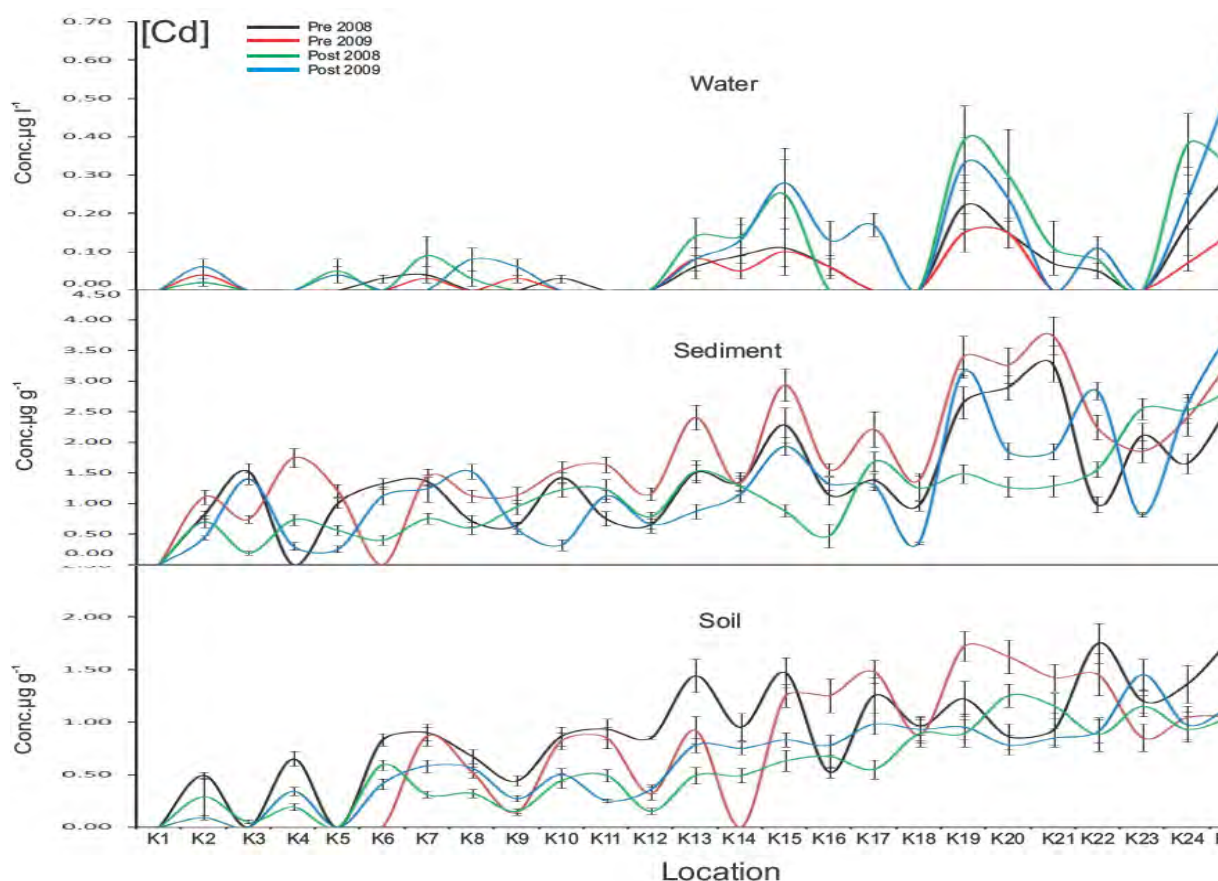 [Cd]
Pre 2008
Pre 2009
Post 2008
Post 2009
Water
Conc.µg l⁻¹
0.70
0.60
0.50
0.40
0.30
0.20
0.10
0.00
Sediment
Conc.µg g⁻¹
4.50
4.00
3.50
3.00
2.50
2.00
1.50
1.00
0.50
0.00
Soil
Conc.µg g⁻¹
2.00
1.50
1.00
0.50
0.00
K1 K2 K3 K4 K5 K6 K7 K8 K9 K10 K11 K12 K13 K14 K15 K16 K17 K18 K19 K20 K21 K22 K23 K24
Location